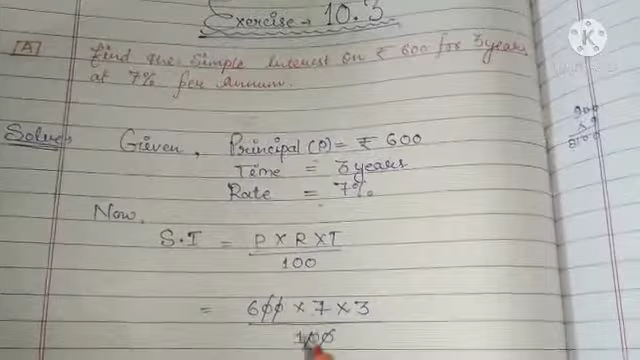 Exercise → 10.3
[A] Find the Simple Interest on ₹ 600 for 3 years
at 7% per Annum.
Solve,
Gieven, Principal (P) = ₹ 600
Time = 3 years
Rate = 7%
Now,
S.I = P X R X T
100
= 600 x 7 x 3
100
K